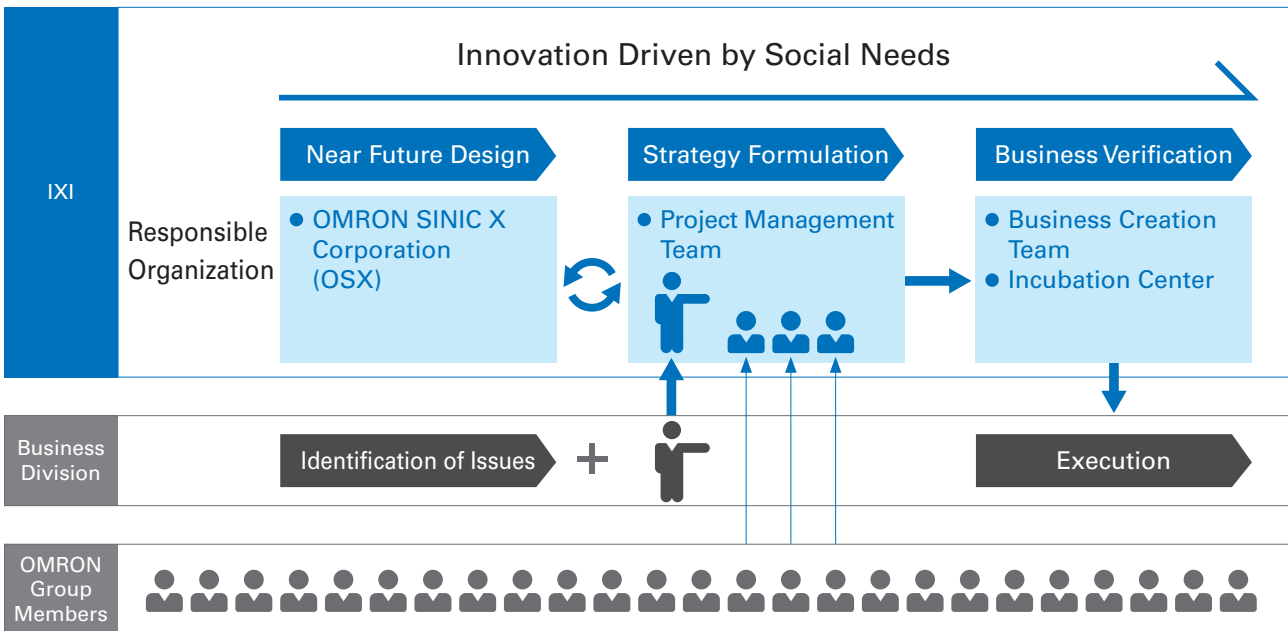 Innovation Driven by Social Needs
IXI
Near Future Design
Strategy Formulation
Business Verification
Responsible
Organization
● OMRON SINIC X
Corporation
(OSX)
● Project Management
Team
● Business Creation
Team
● Incubation Center
Business
Division
Identification of Issues
+
Execution
OMRON
Group
Members